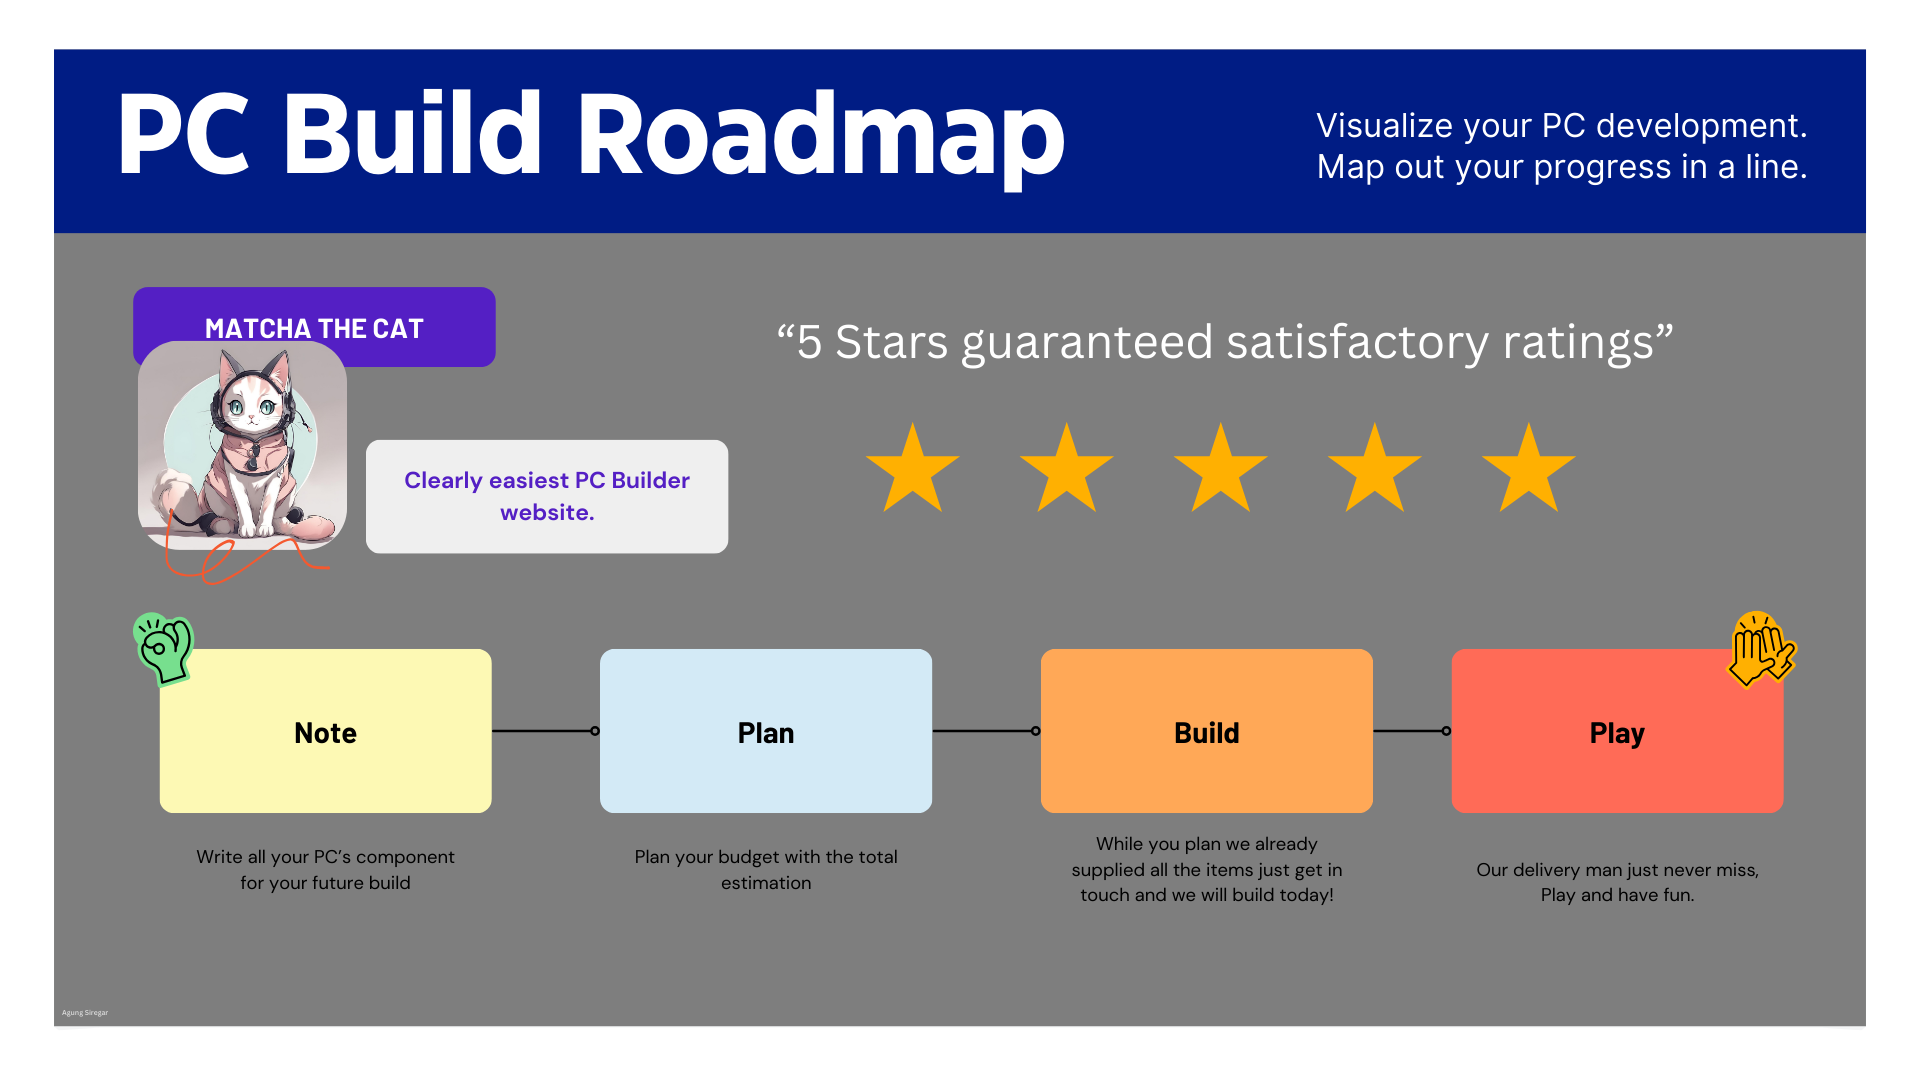 PC Build Roadmap
Visualize your PC development.
Map out your progress in a line.
MATCHA THE CAT
“5 Stars guaranteed satisfactory ratings”
Clearly easiest PC Builder
website.
Note
Plan
Build
Play
Write all your PC’s component
for your future build
Plan your budget with the total
estimation
While you plan we already
supplied all the items just get in
touch and we will build today!
Our delivery man just never miss,
Play and have fun.
Agung Siregar